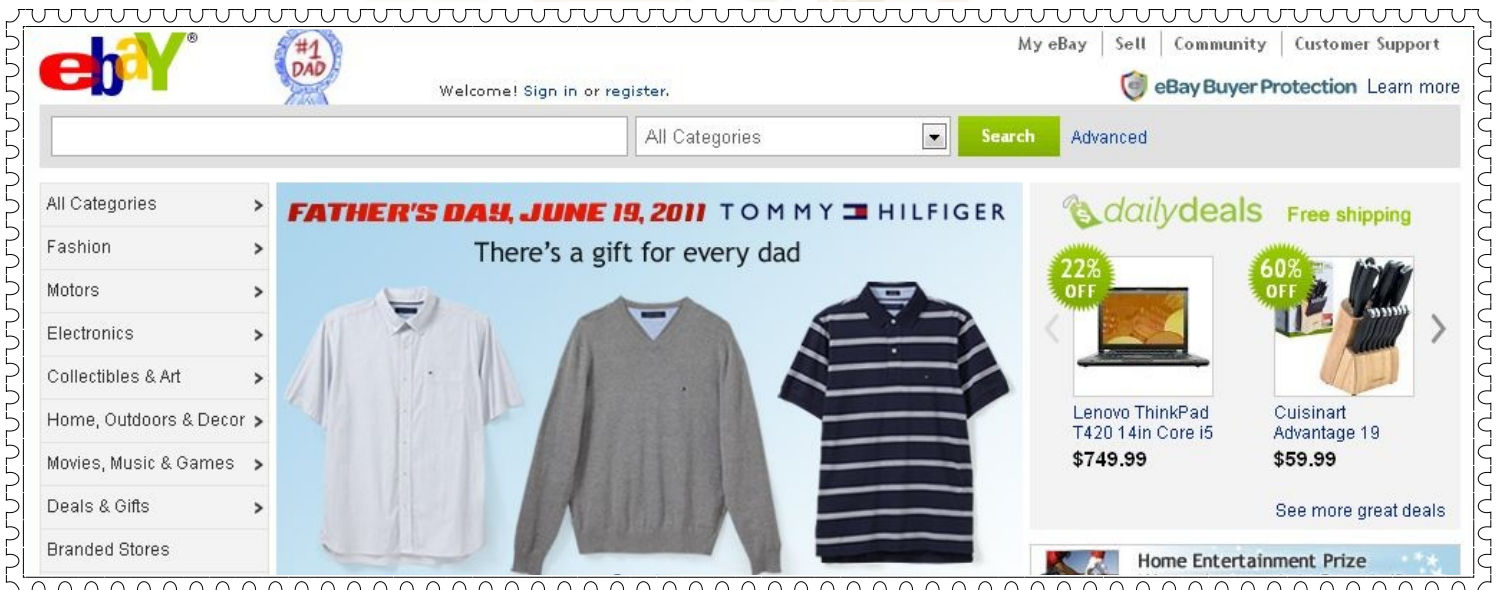 ebaY®
#1
DAD
My eBay | Sell | Community | Customer Support
Welcome! Sign in or register.
eBay Buyer Protection Learn more
All Categories
Search
Advanced
All Categories
Fashion
Motors
Electronics
Collectibles & Art
Home, Outdoors & Decor
Movies, Music & Games
Deals & Gifts
Branded Stores
FATHER'S DAY, JUNE 19, 2011 TOMMY HILFIGER
There's a gift for every dad
dailydeals Free shipping
22%
OFF
60%
OFF
Lenovo ThinkPad
T420 14in Core i5
$749.99
Cuisinart
Advantage 19
$59.99
See more great deals
Home Entertainment Prize